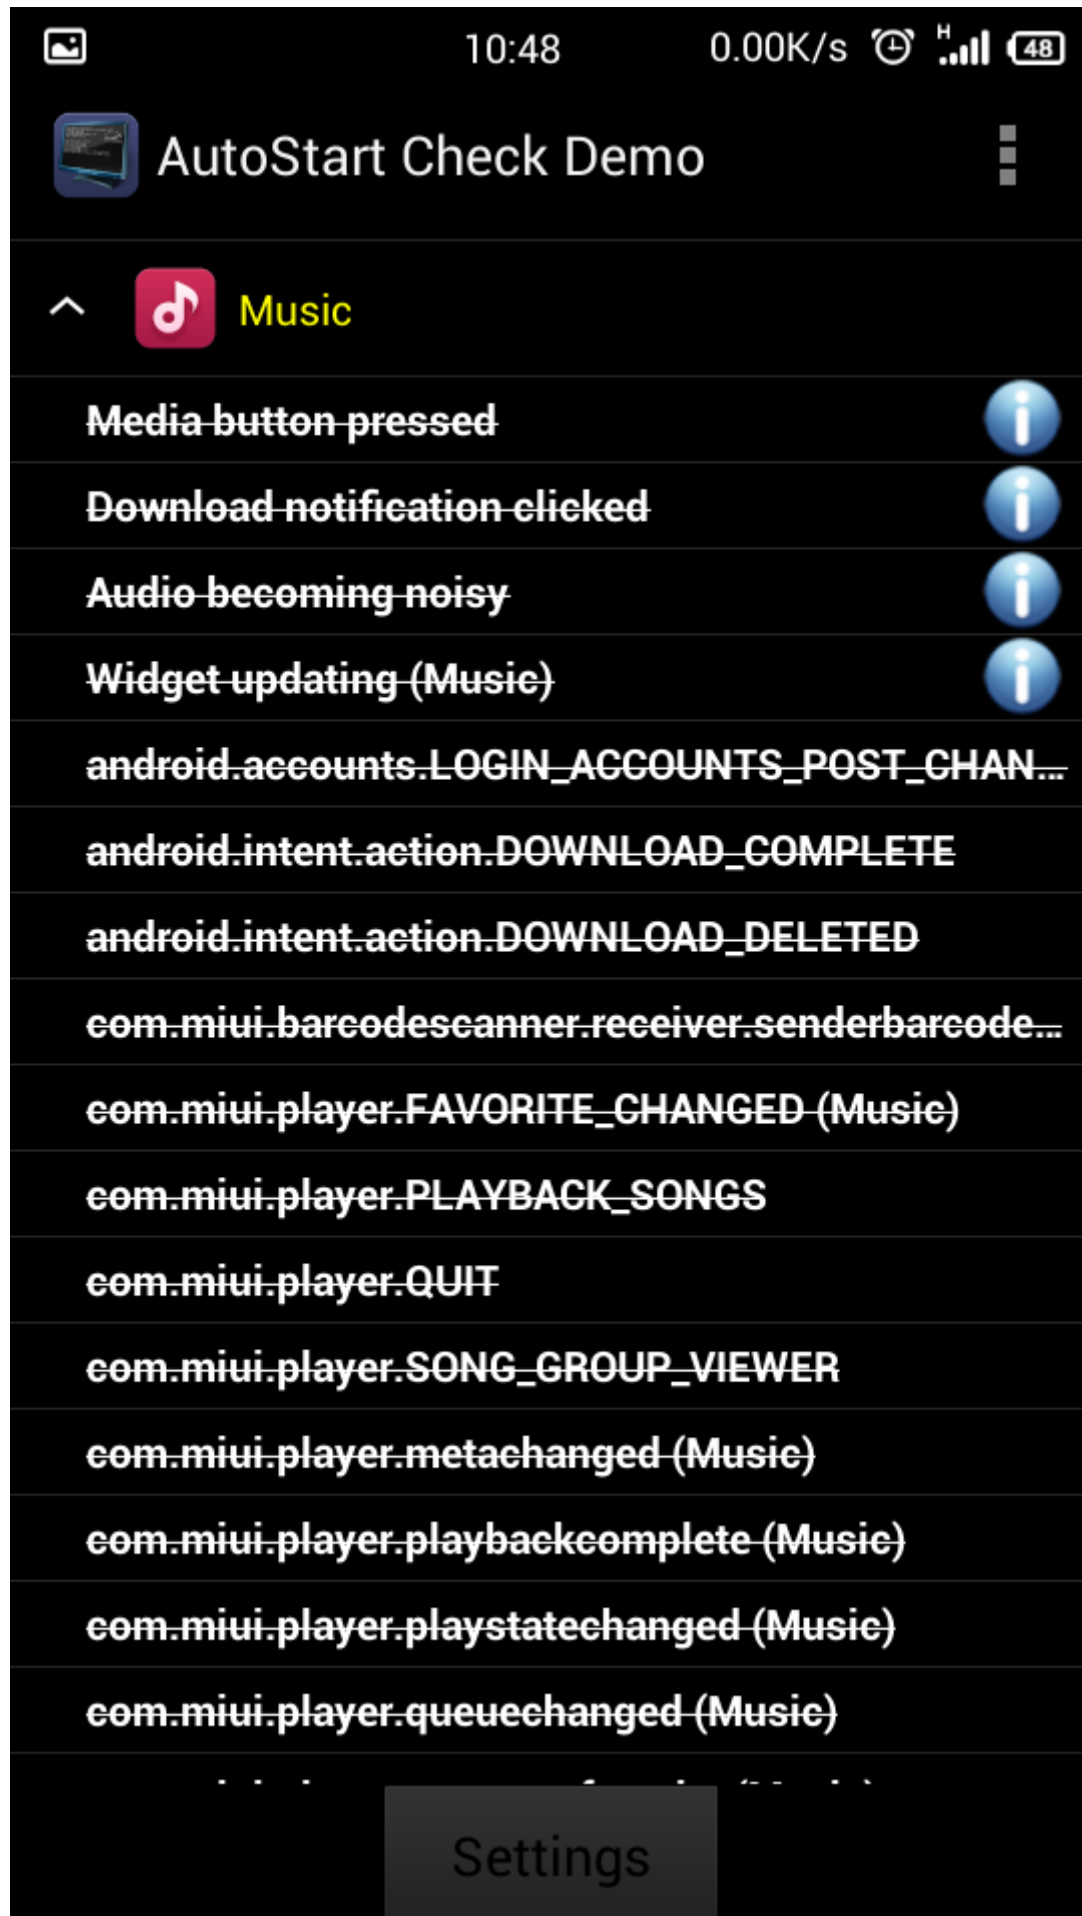 10:48 0.00K/s H 48
AutoStart Check Demo
Music
Media button pressed
Download notification clicked
Audio becoming noisy
Widget updating (Music)
android.accounts.LOGIN_ACCOUNTS_POST_CHAN...
android.intent.action.DOWNLOAD_COMPLETE
android.intent.action.DOWNLOAD_DELETED
com.miui.barcodescanner.receiver.senderbarcode...
com.miui.player.FAVORITE_CHANGED (Music)
com.miui.player.PLAYBACK_SONGS
com.miui.player.QUIT
com.miui.player.SONG_GROUP_VIEWER
com.miui.player.metachanged (Music)
com.miui.player.playbackcomplete (Music)
com.miui.player.playstatechanged (Music)
com.miui.player.queuechanged (Music)
(Music)
Settings